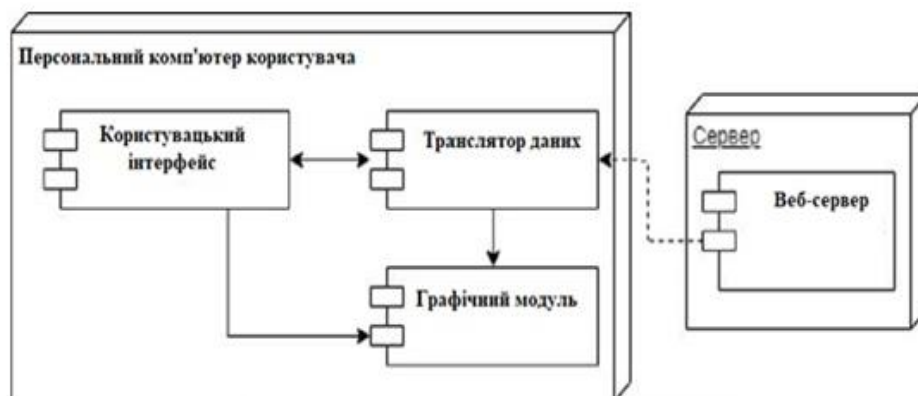 Персональний комп'ютер користувача
Користувацький
інтерфейс
Транслятор даних
Графічний модуль
Сервер
Веб-сервер